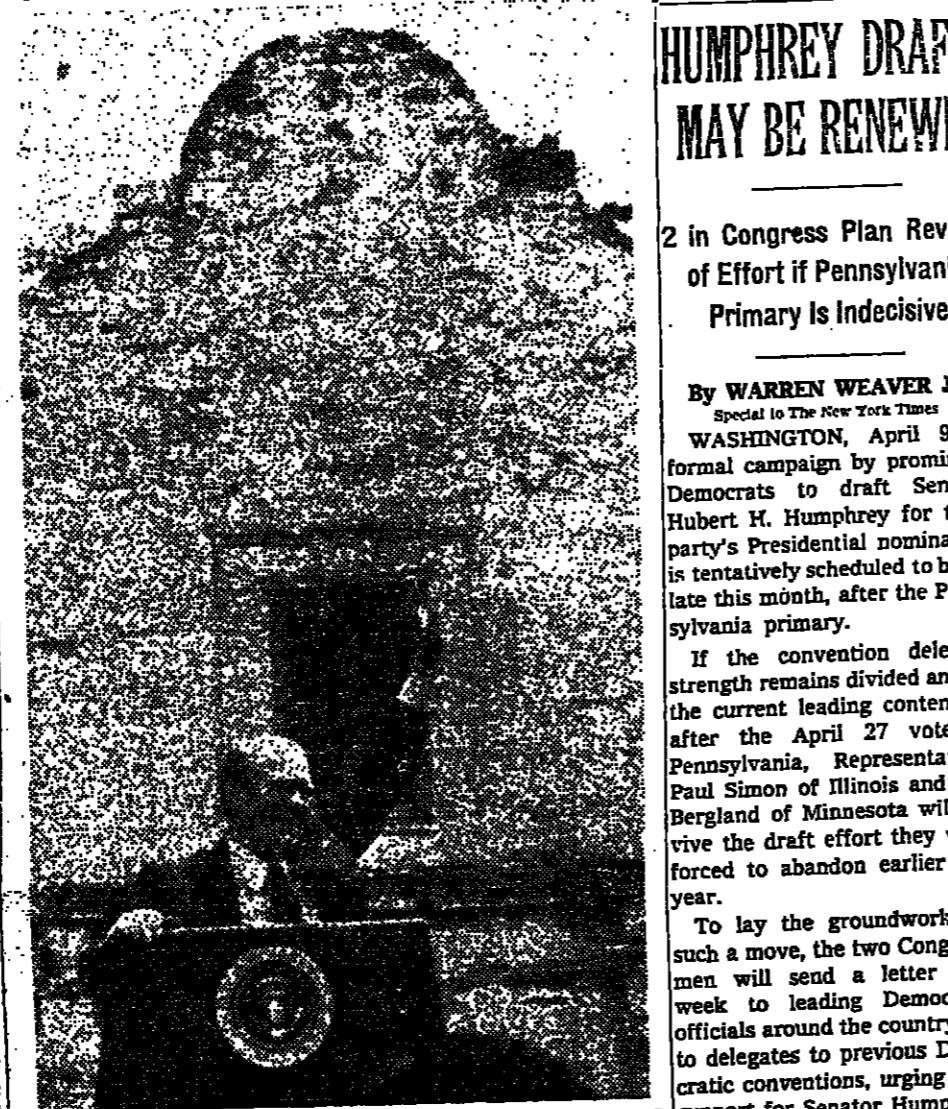 HUMPHREY DRAF
MAY BE RENEW
2 in Congress Plan Rev
of Effort if Pennsylvan
Primary Is Indecisive
By WARREN WEAVER J
Special to The New York Times
WASHINGTON, April 9
formal campaign by promi
Democrats to draft Sen
Hubert H. Humphrey for t
party's Presidential nomina
is tentatively scheduled to b
late this month, after the P
sylvania primary.
If the convention dele
strength remains divided an
the current leading conten
after the April 27 vote
Pennsylvania, Representa
Paul Simon of Illinois and
Bergland of Minnesota wil
vive the draft effort they w
forced to abandon earlier
year.
To lay the groundwork
such a move, the two Cong
men will send a letter
week to leading Democ
officials around the country
to delegates to previous D
cratic conventions, urging
support for Senator Hump